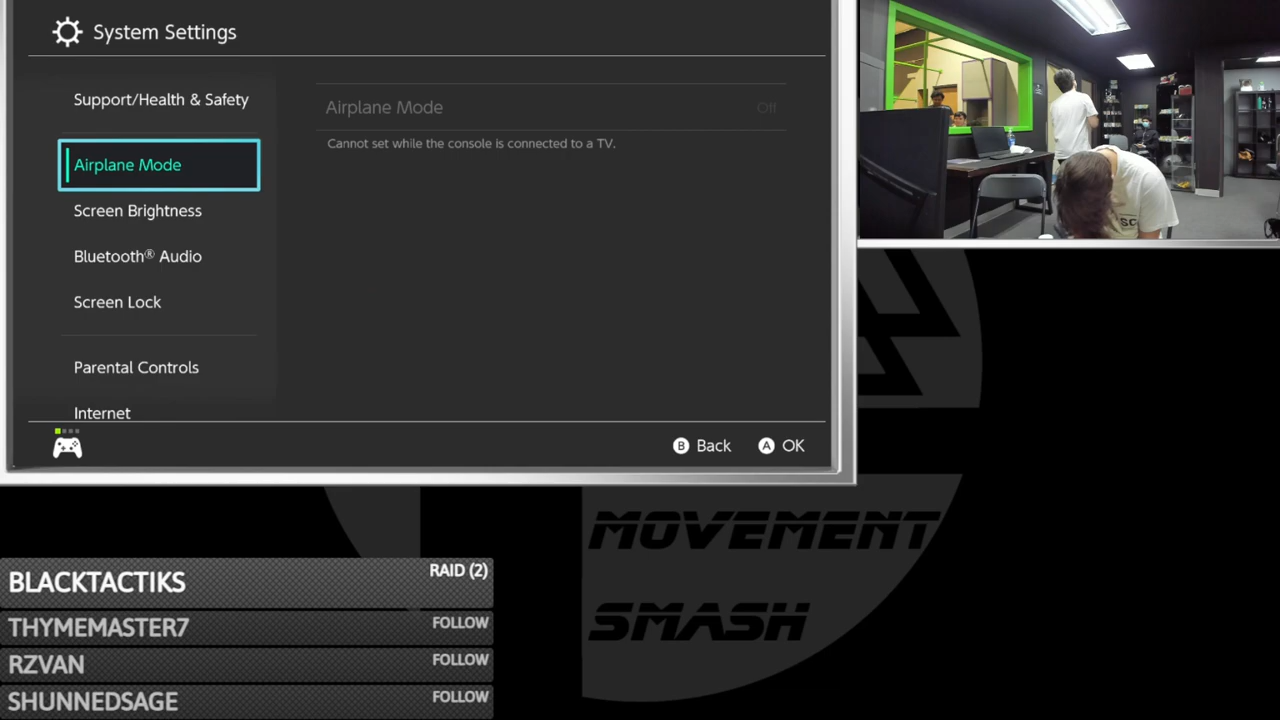 System Settings
Support/Health & Safety
Airplane Mode
Screen Brightness
Bluetooth® Audio
Screen Lock
Parental Controls
Internet
Airplane Mode Off
Cannot set while the console is connected to a TV.
B Back A OK
MOVEMENT
SMASH
BLACKTACTIKS RAID (2)
THYMEMASTER7 FOLLOW
RZVAN FOLLOW
SHUNNEDSAGE FOLLOW